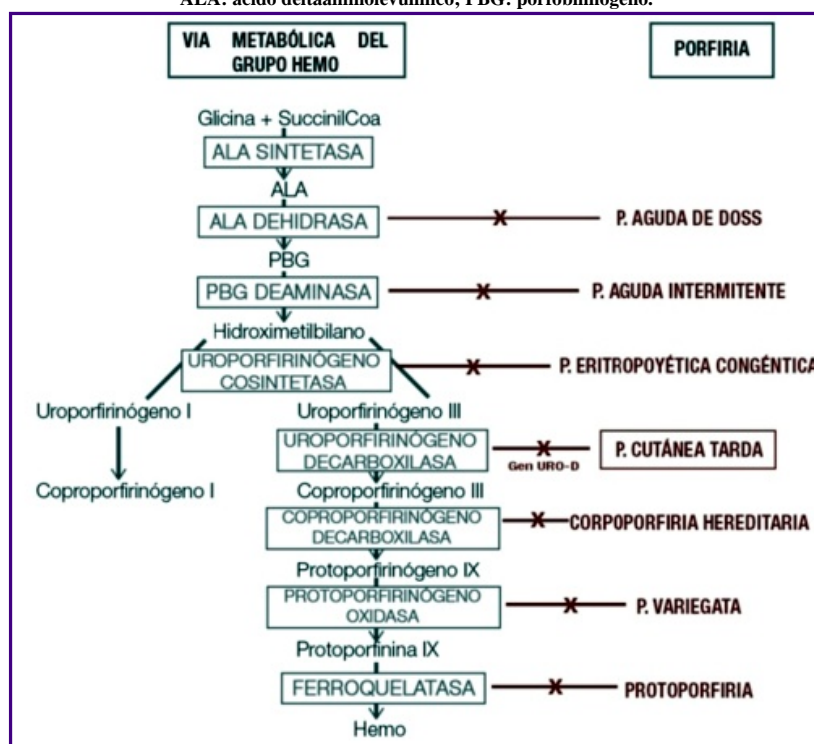 ALA: ácido deltaaminolevulínico; PBG: porfobilinógeno.
VIA METABÓLICA DEL
GRUPO HEMO
PORFIRIA
Glicina + SuccinilCoa
ALA SINTETASA
ALA
ALA DEHIDRASA
P. AGUDA DE DOSS
PBG
PBG DEAMINASA
P. AGUDA INTERMITENTE
Hidroximetilbilano
UROPORFIRINÓGENO
COSINTETASA
P. ERITROPOYÉTICA CONGÉNTICA
Uroporfirinógeno I
Uroporfirinógeno III
UROPORFIRINÓGENO
DECARBOXILASA
Gen URO-D
P. CUTÁNEA TARDA
Coproporfirinógeno I
Coproporfirinógeno III
COPROPORFIRINÓGENO
DECARBOXILASA
CORPOPORFIRIA HEREDITARIA
Protoporfirinógeno IX
PROTOPORFIRINÓGENO
OXIDASA
P. VARIEGATA
Protoporfinina IX
FERROQUELATASA
PROTOPORFIRIA
Hemo